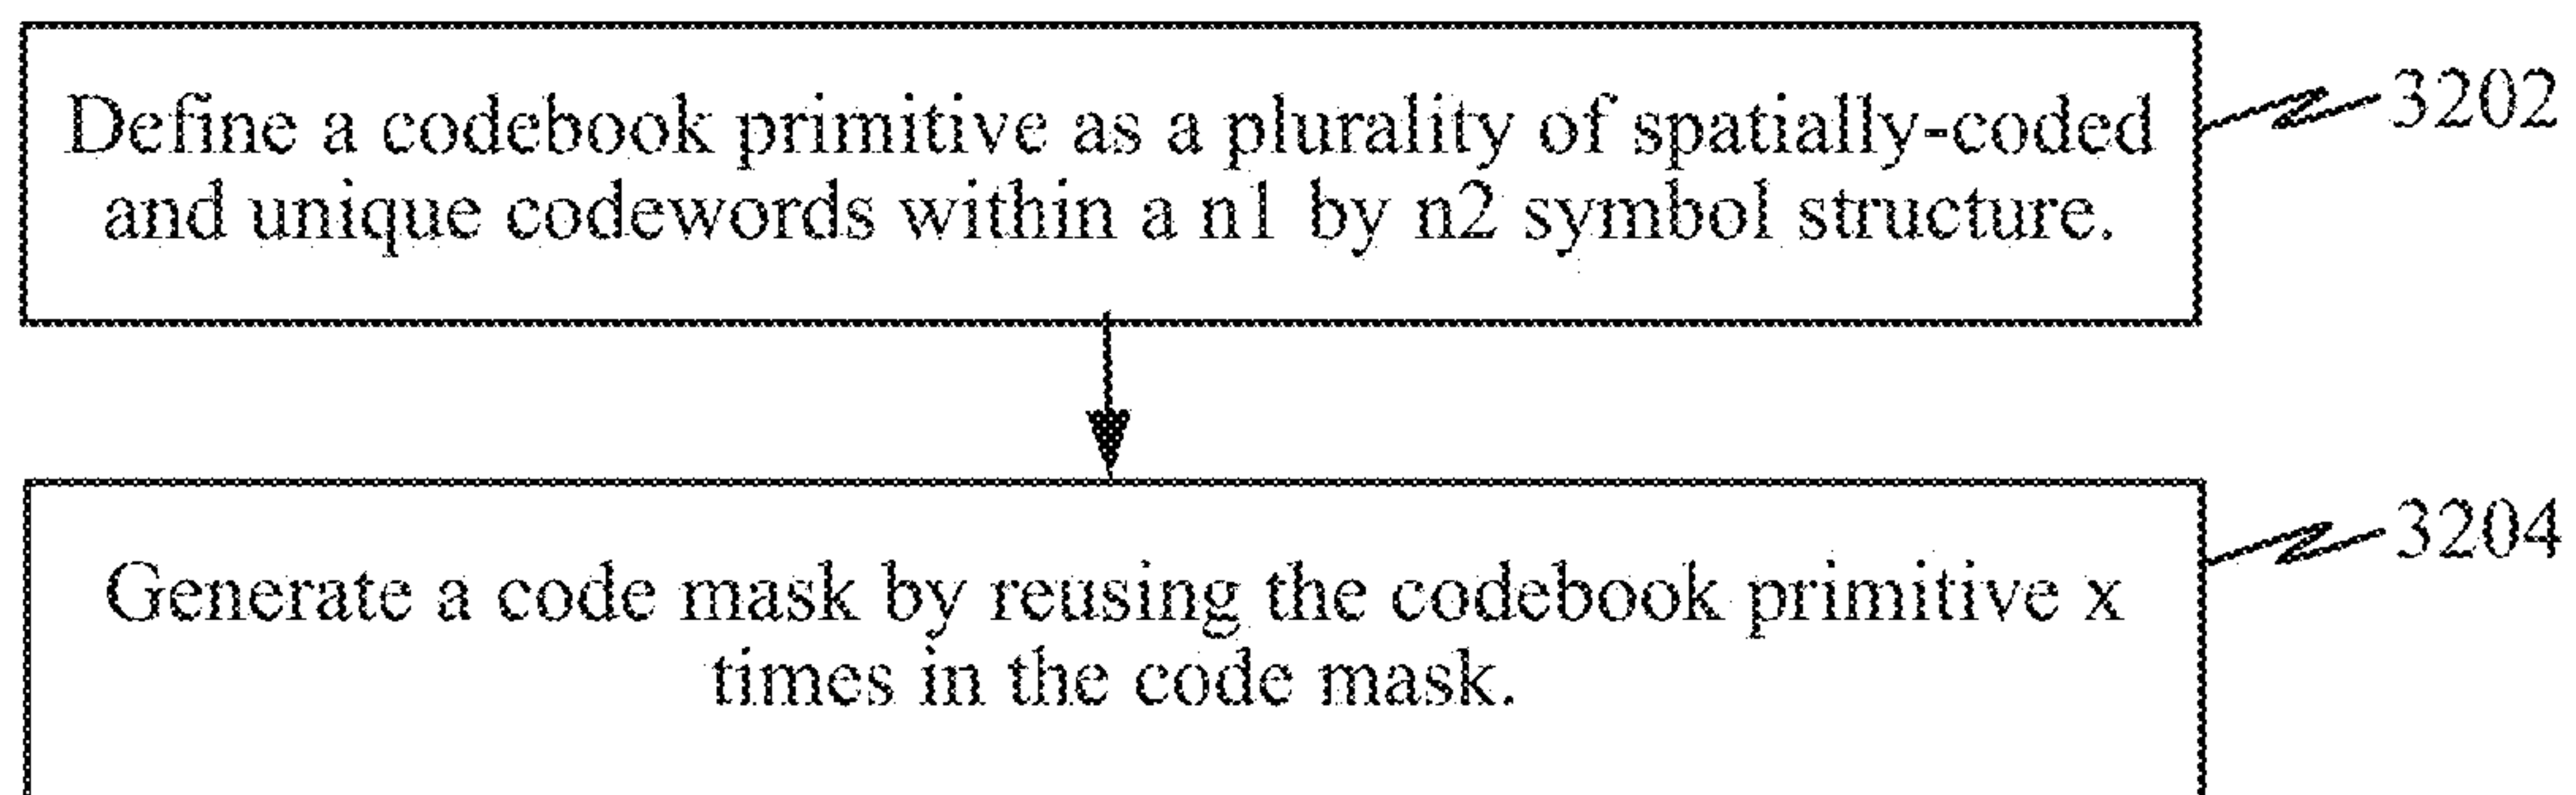 Define a codebook primitive as a plurality of spatially-coded
and unique codewords within a n1 by n2 symbol structure.
3202
Generate a code mask by reusing the codebook primitive x
times in the code mask.
3204